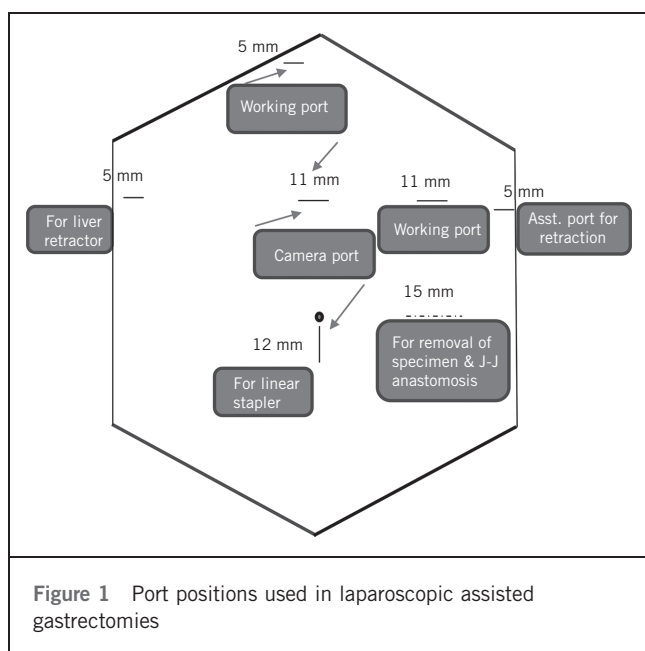 5 mm
Working port
5 mm
11 mm
11 mm
5 mm
For liver
retractor
Camera port
Working port
Asst. port for
retraction
15 mm
12 mm
For removal of
specimen & J-J
anastomosis
For linear
stapler
Figure 1 Port positions used in laparoscopic assisted
gastrectomies